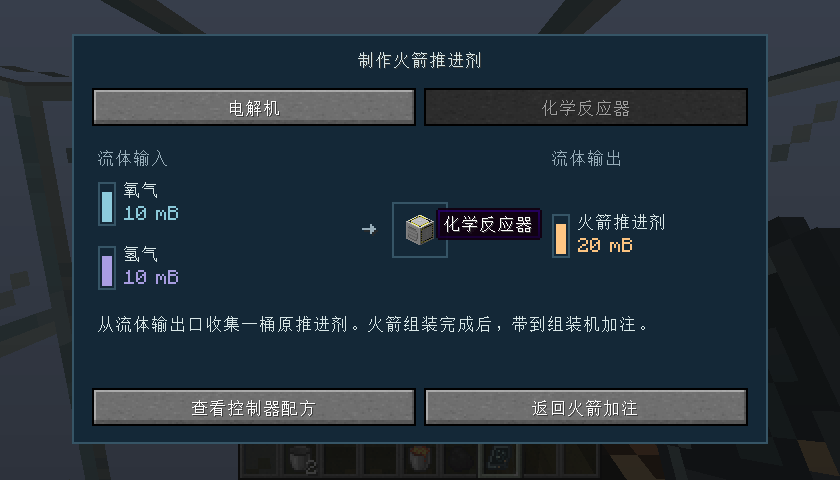 制作火箭推进剂
电解机
化学反应器
流体输入
流体输出
氧气
10 mB
化学反应器
火箭推进剂
20 mB
氢气
10 mB
从流体输出口收集一桶原推进剂。火箭组装完成后，带到组装机加注。
查看控制器配方
返回火箭加注
2